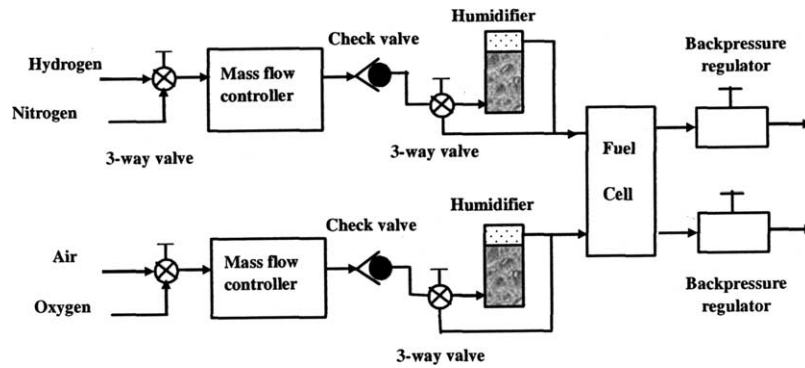 Humidifier
Check valve
Backpressure
regulator
Hydrogen
Mass flow
controller
Nitrogen
3-way valve
3-way valve
Fuel
Cell
Humidifier
Check valve
Air
Mass flow
controller
Oxygen
Backpressure
regulator
3-way valve